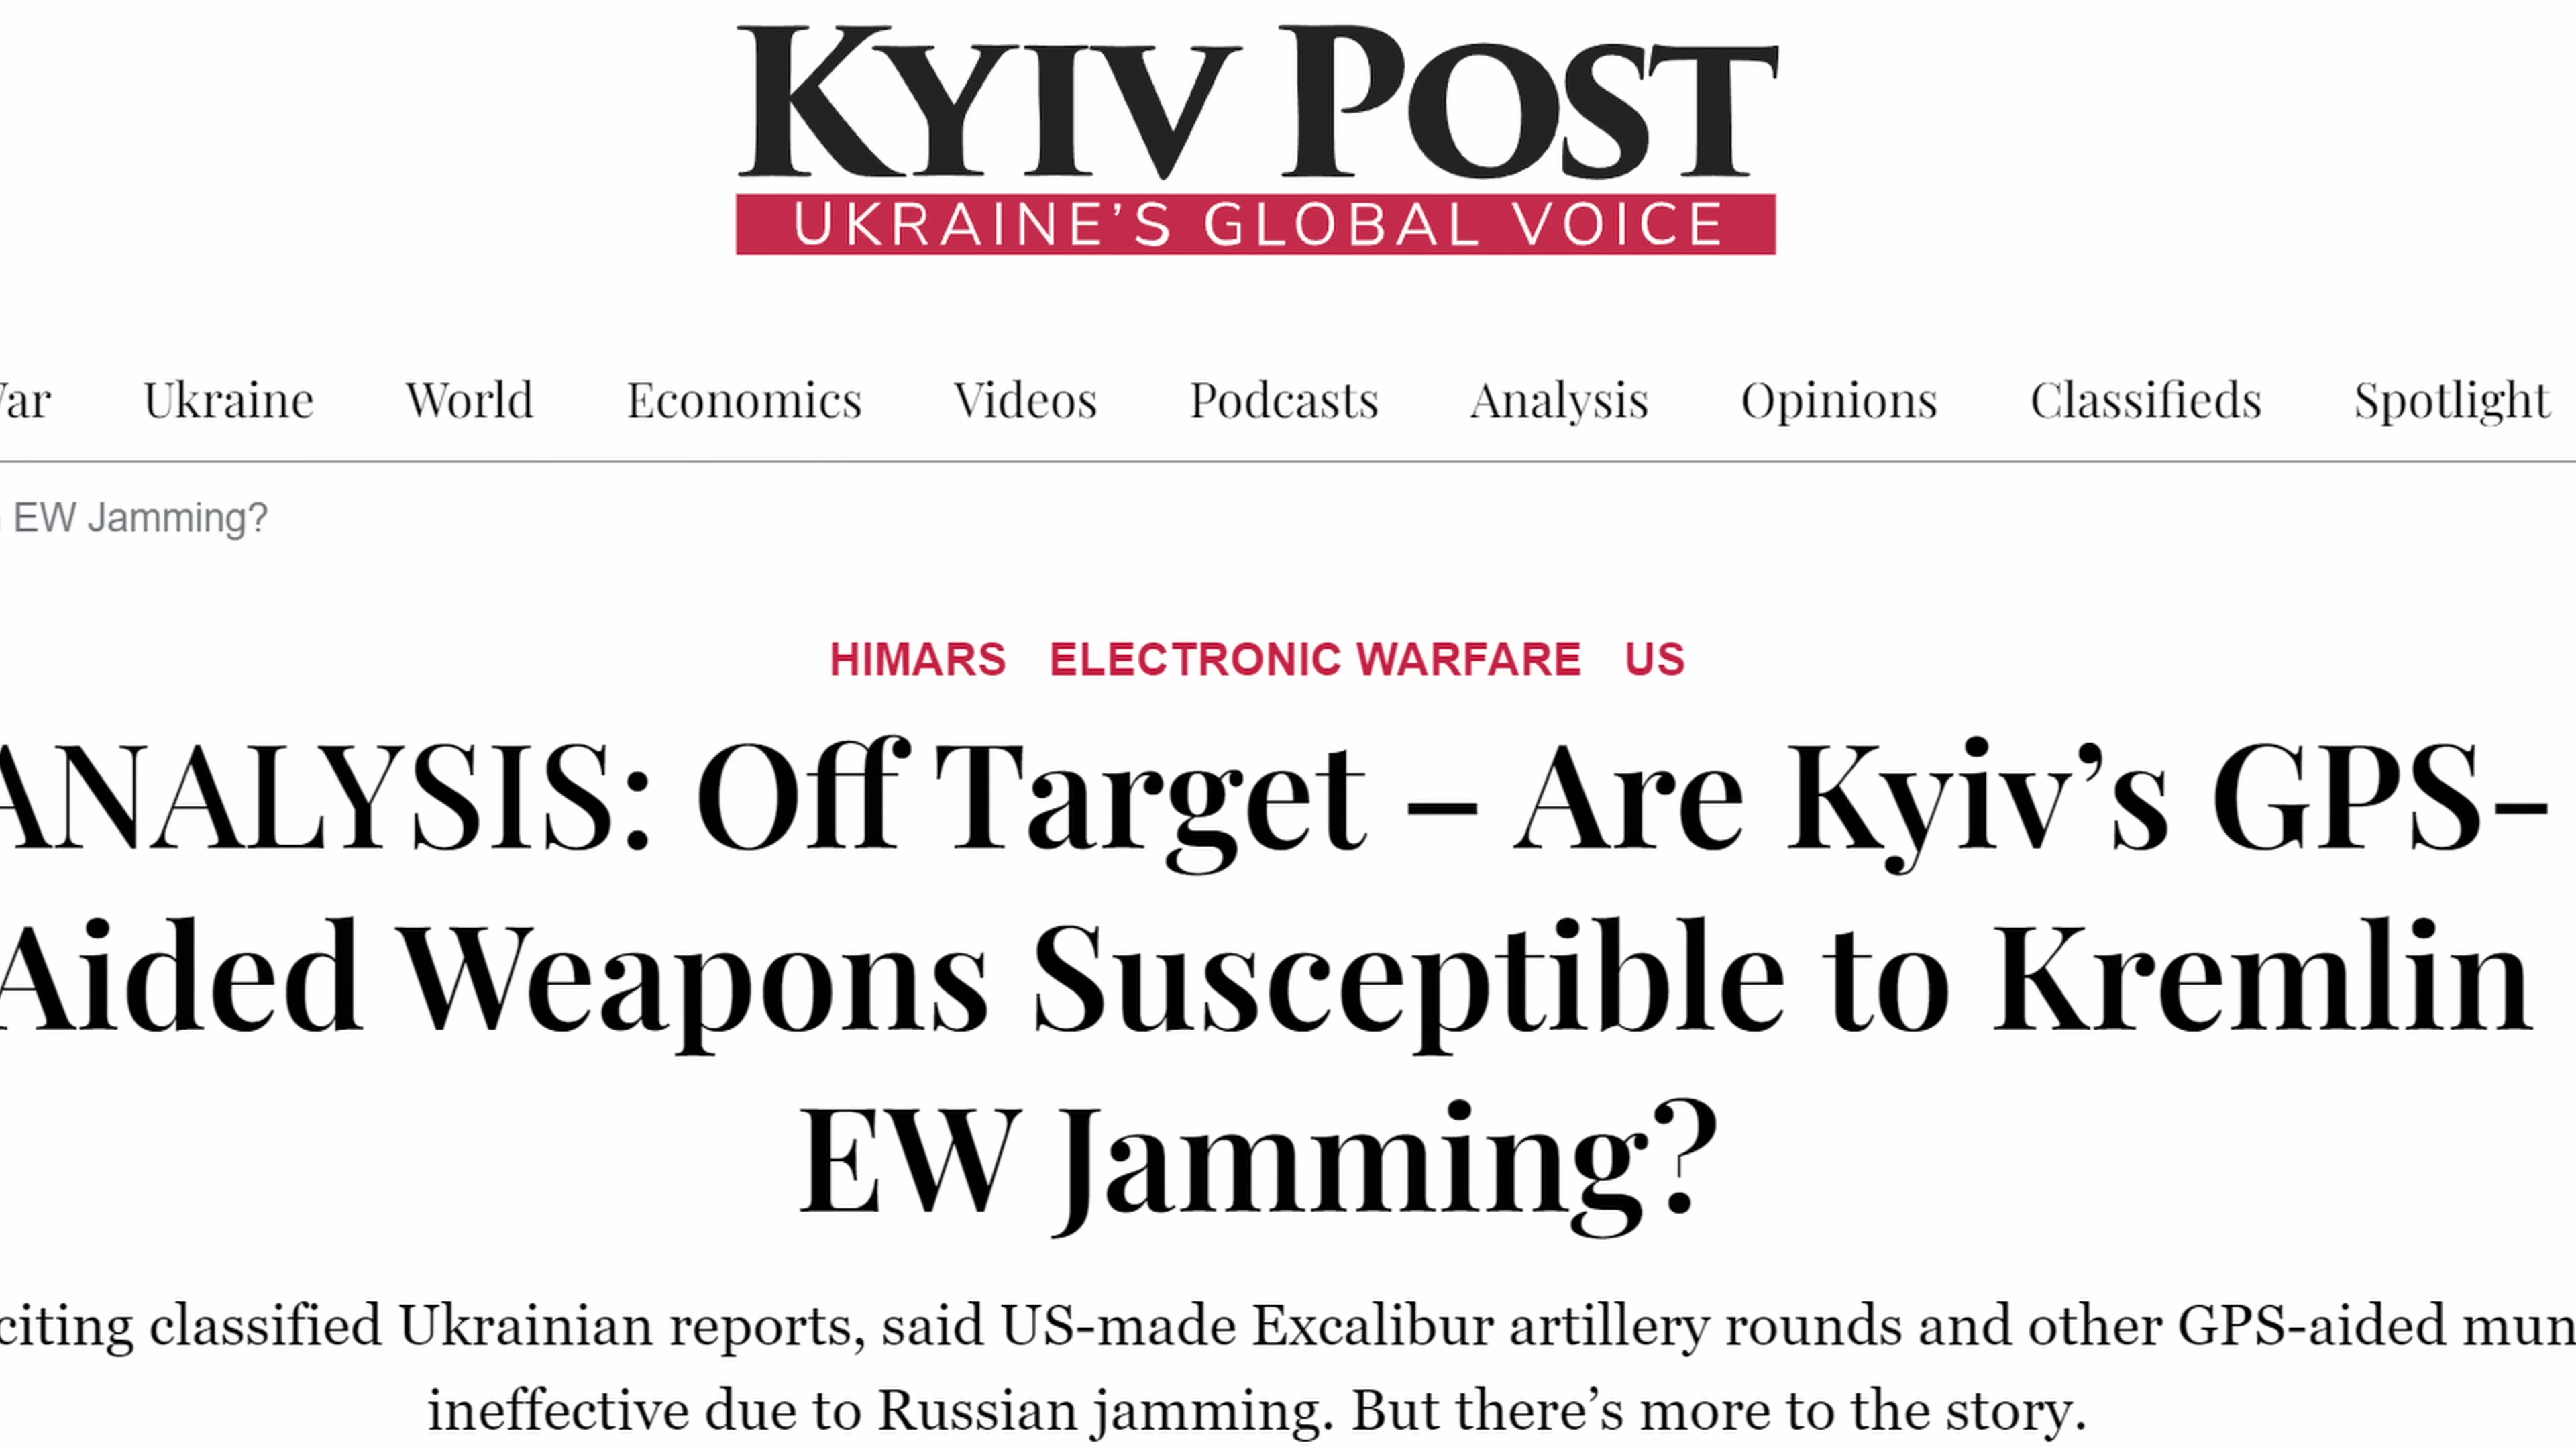 KYIV POST
UKRAINE’S GLOBAL VOICE
Ukraine World Economics Videos Podcasts Analysis Opinions Classifieds Spotlight
EW Jamming?
HIMARS ELECTRONIC WARFARE US
ANALYSIS: Off Target – Are Kyiv’s GPS-
Aided Weapons Susceptible to Kremlin
EW Jamming?
citing classified Ukrainian reports, said US-made Excalibur artillery rounds and other GPS-aided mun
ineffective due to Russian jamming. But there’s more to the story.